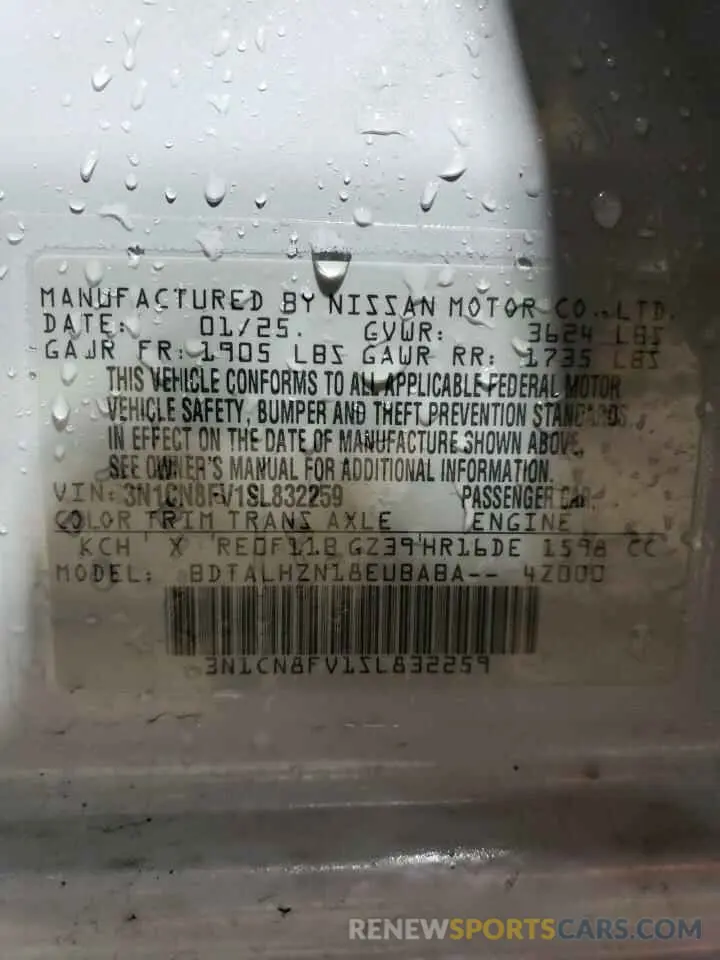 MANUFACTURED BY NISSAN MOTOR CO., LTD.
DATE: 01/25. GVWR: 3624 LBS
GAWR FR: 1905 LBS GAWR RR: 1735 LBS
THIS VEHICLE CONFORMS TO ALL APPLICABLE FEDERAL MOTOR
VEHICLE SAFETY, BUMPER AND THEFT PREVENTION STANDARDS
IN EFFECT ON THE DATE OF MANUFACTURE SHOWN ABOVE.
SEE OWNER'S MANUAL FOR ADDITIONAL INFORMATION.
VIN: 3N1CN8FV1SL832259 PASSENGER CAR.
COLOR TRIM TRANS AXLE ENGINE
KCH X RE0F11B GZ39 HR16DE 1598 CC
MODEL: BDTALHZN18EUBABA-- 4Z000
3N1CN8FV1SL832259
RENEWSPORTSCARS.COM